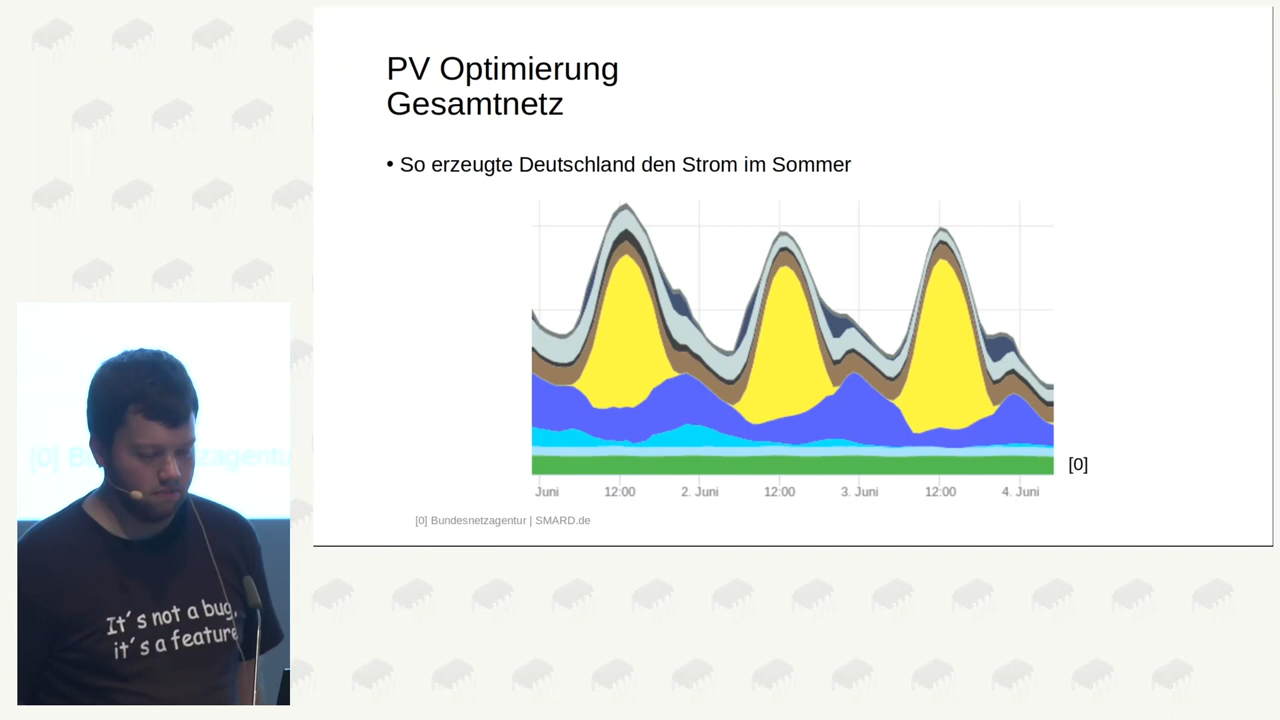 PV Optimierung
Gesamtnetz
• So erzeugte Deutschland den Strom im Sommer
[0]
Juni 12:00 2. Juni 12:00 3. Juni 12:00 4. Juni
[0] Bundesnetzagentur | SMARD.de
It's not a bug,
it's a feature